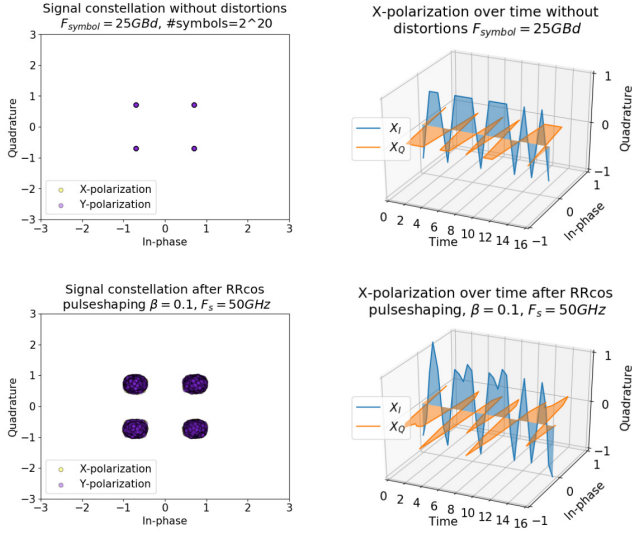 Signal constellation without distortions
F_symbol = 25GBd, #symbols=2^20
3
2
1
0
−1
−2
−3
Quadrature
X-polarization
Y-polarization
−3 −2 −1 0 1 2 3
In-phase
X-polarization over time without
distortions F_symbol = 25GBd
X_I
X_Q
1
0
−1
Quadrature
1
0
−1
In-phase
0 2 4 6 8 10 12 14 16
Time
Signal constellation after RRcos
pulseshaping β = 0.1, F_s = 50GHz
3
2
1
0
−1
−2
−3
Quadrature
X-polarization
Y-polarization
−3 −2 −1 0 1 2 3
In-phase
X-polarization over time after RRcos
pulseshaping, β = 0.1, F_s = 50GHz
X_I
X_Q
1
0
−1
Quadrature
1
0
−1
In-phase
0 2 4 6 8 10 12 14 16
Time